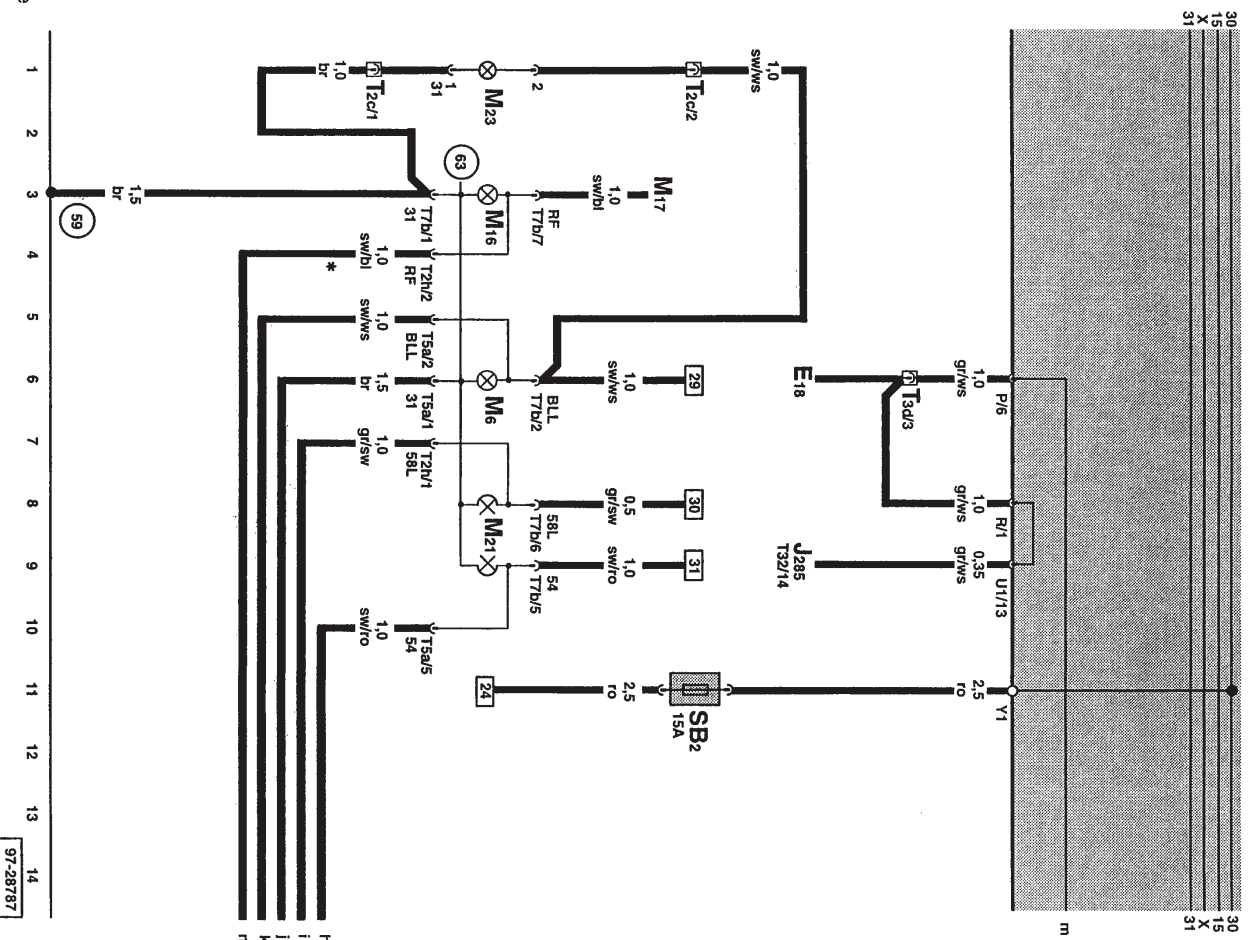 30
15
X
31
30
15
X
31
m
1,0
gr/ws
P/6
1,0
gr/ws
R/1
0,35
gr/ws
U1/13
2,5
ro
Y1
T3d/3
E18
J285
T32/14
1,0
sw/ws
T2c/2
2
M23
1
31
T2c/1
1,0
br
M17
1,0
sw/bl
RF
T7b/7
M16
T7b/1
31
63
1,5
br
59
T2h/2
RF
1,0
sw/bl
*
T5a/2
BLL
1,0
sw/ws
29
1,0
sw/ws
BLL
T7b/2
M6
T5a/1
31
1,5
br
T2h/1
58L
1,0
gr/sw
30
0,5
gr/sw
58L
T7b/6
M21
31
1,0
sw/ro
54
T7b/5
T5a/5
54
1,0
sw/ro
SB2
15A
2,5
ro
24
1 2 3 4 5 6 7 8 9 10 11 12 13 14
97-28787